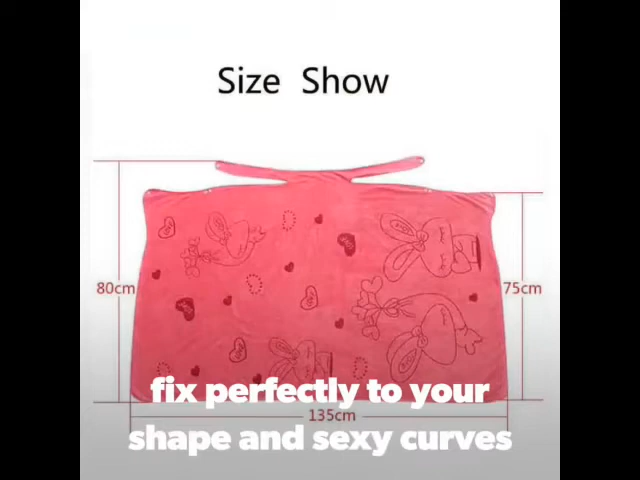 Size Show
80cm
75cm
135cm
fix perfectly to your
shape and sexy curves